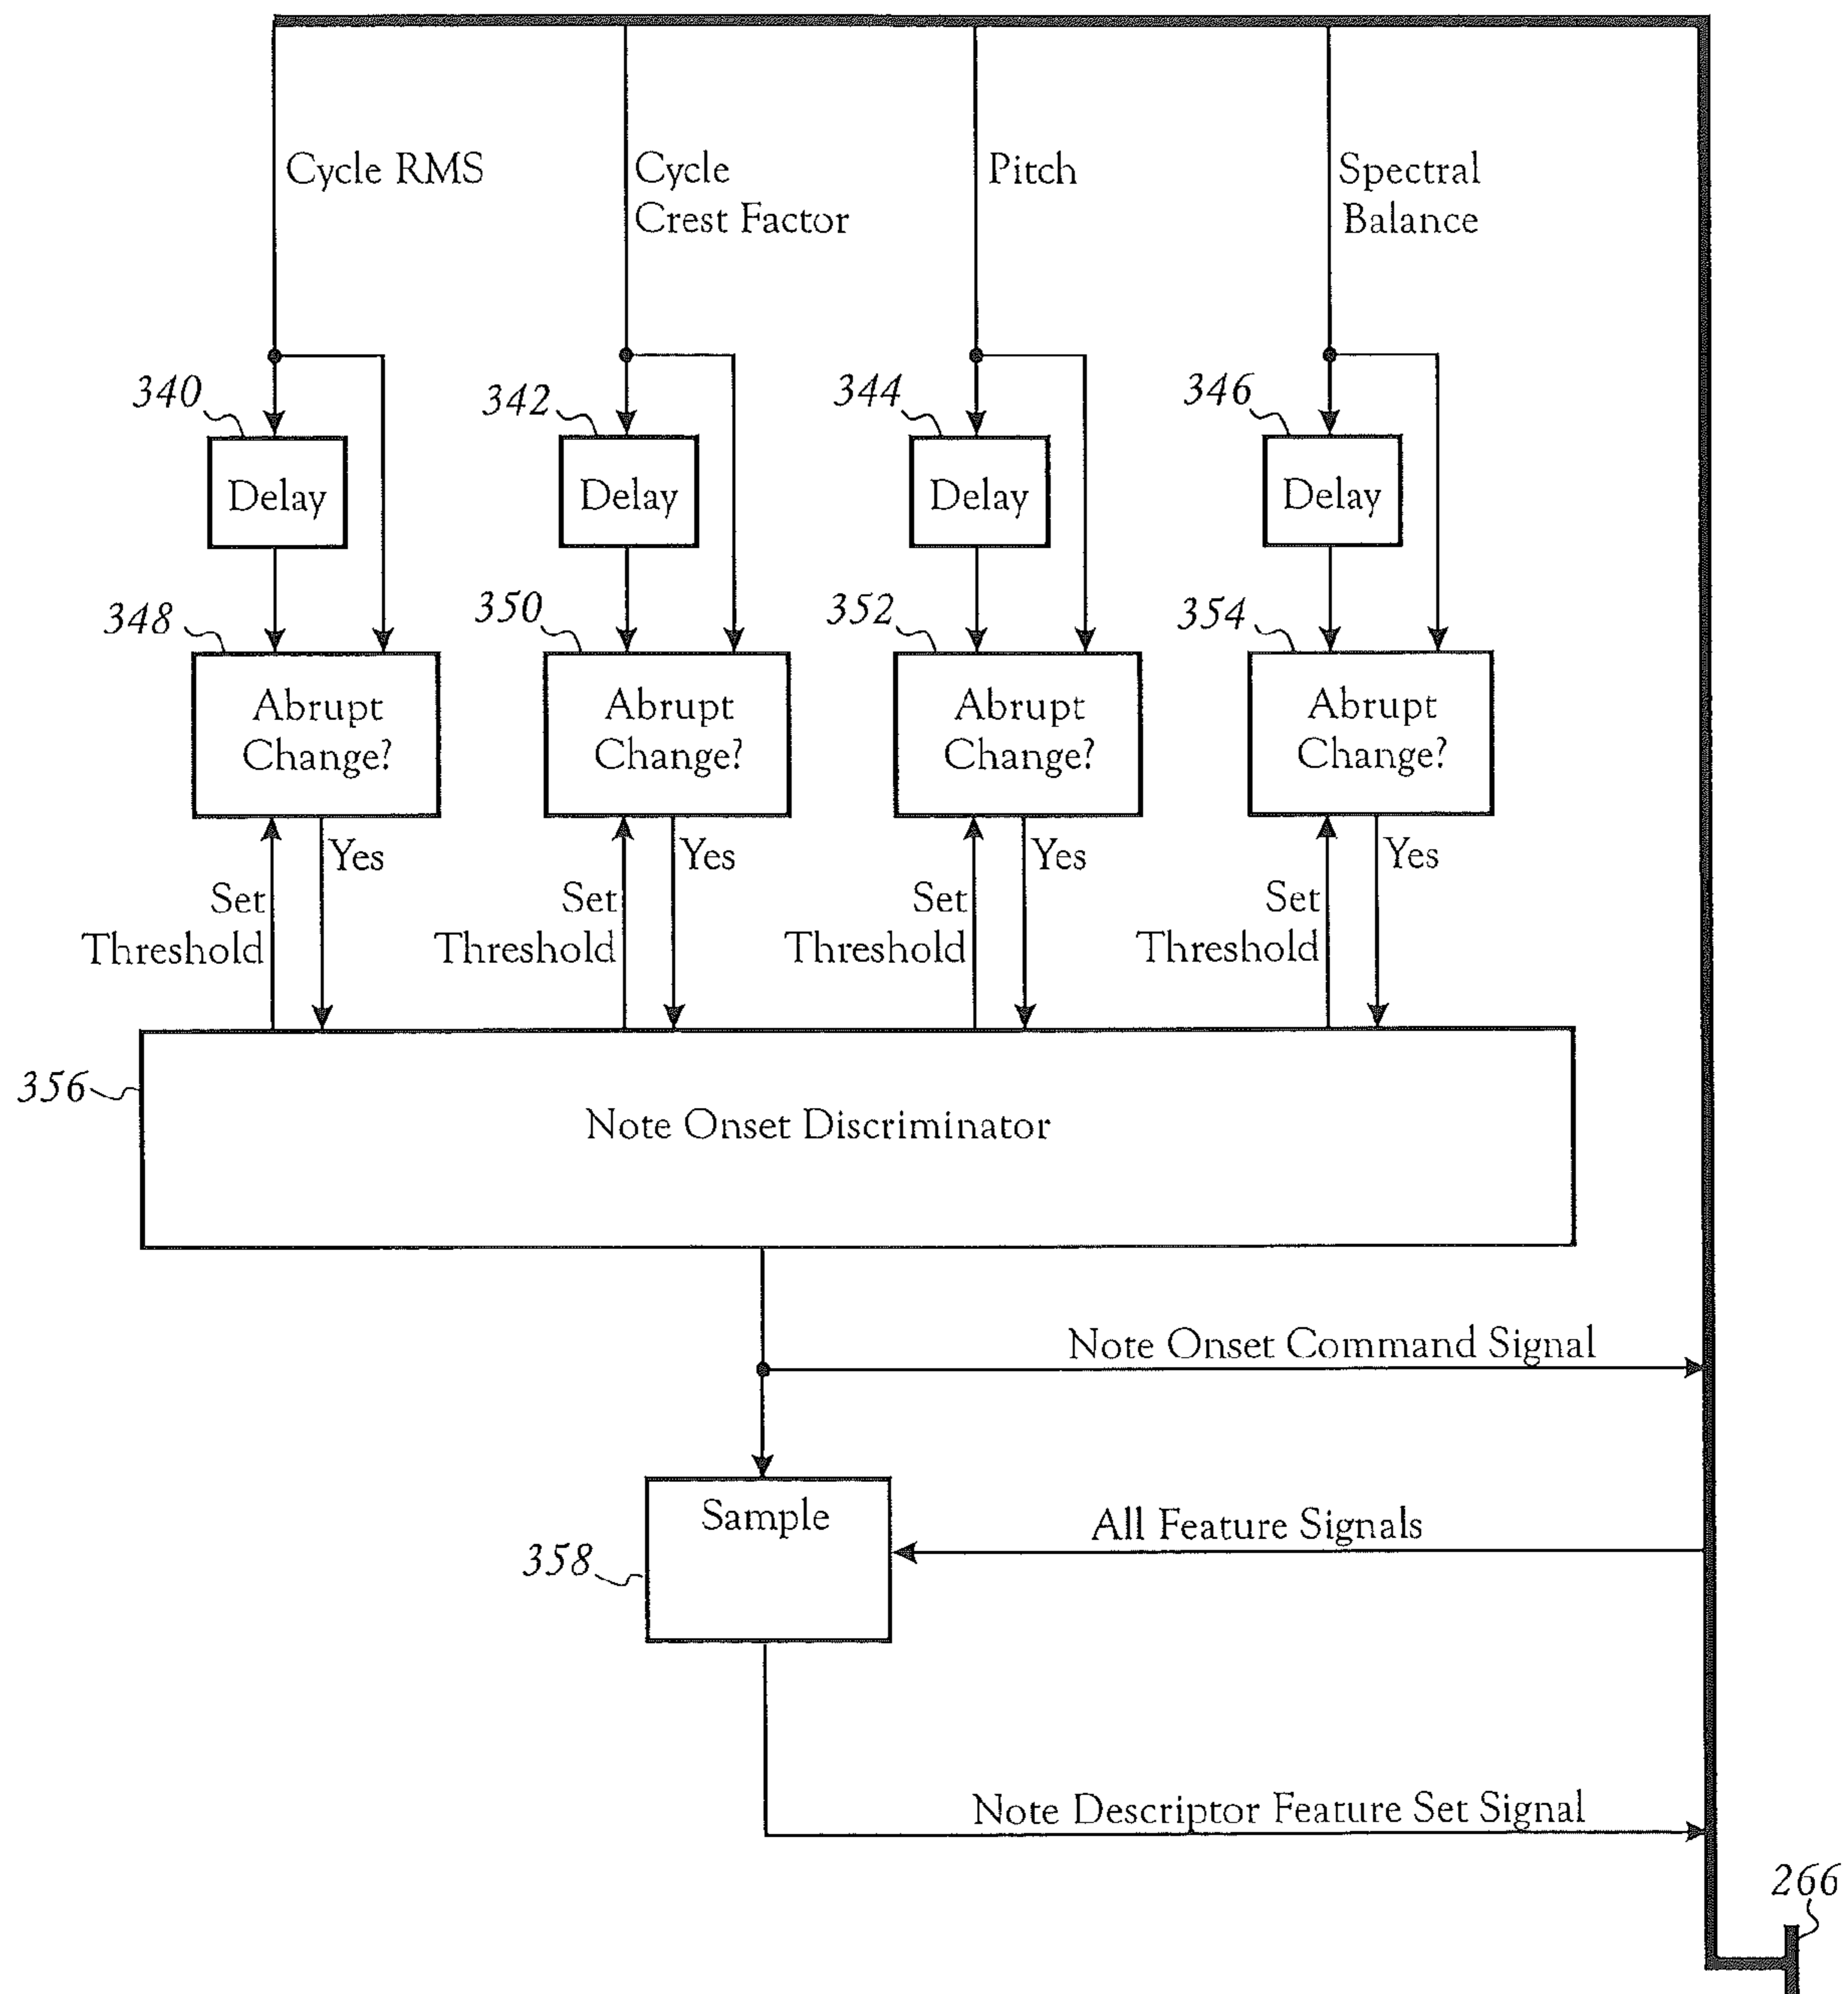 Cycle RMS
Cycle
Crest Factor
Pitch
Spectral
Balance
340
342
344
346
Delay
Delay
Delay
Delay
348
350
352
354
Abrupt
Change?
Abrupt
Change?
Abrupt
Change?
Abrupt
Change?
Yes
Yes
Yes
Yes
Set
Threshold
Set
Threshold
Set
Threshold
Set
Threshold
356
Note Onset Discriminator
Note Onset Command Signal
Sample
All Feature Signals
358
Note Descriptor Feature Set Signal
266